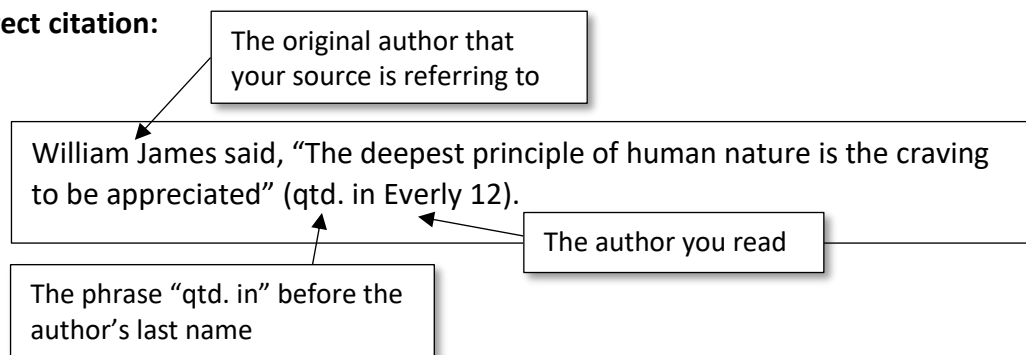 rect citation:
The original author that
your source is referring to
William James said, “The deepest principle of human nature is the craving
to be appreciated” (qtd. in Everly 12).
The author you read
The phrase “qtd. in” before the
author’s last name